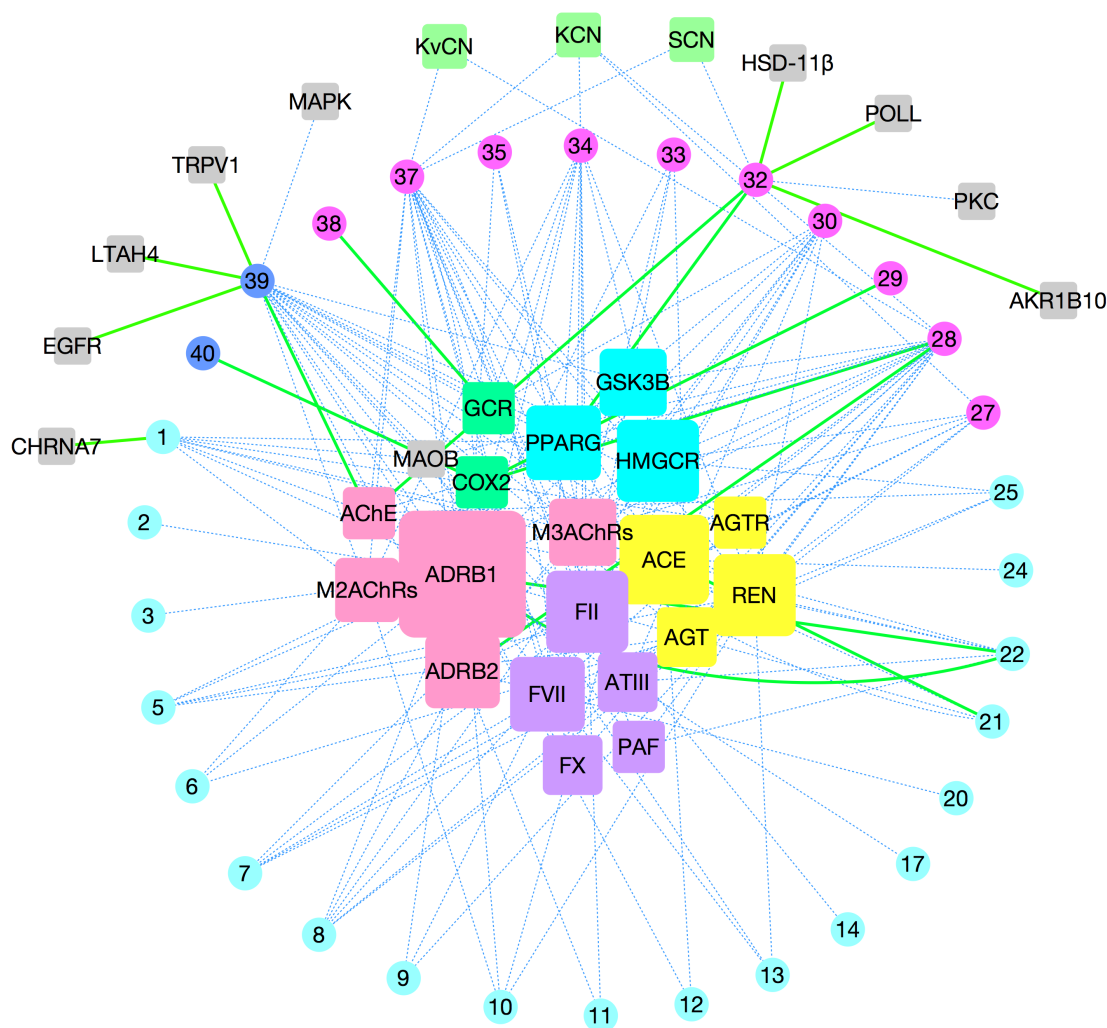 KvCN
KCN
SCN
HSD-11β
MAPK
POLL
TRPV1
35
34
33
37
32
PKC
38
30
LTAH4
39
29
AKR1B10
EGFR
40
28
GSK3B
GCR
27
1
PPARG
CHRNA7
MAOB
HMGCR
COX2
25
AChE
2
M3AChRs
AGTR
ACE
24
ADRB1
M2AChRs
REN
3
FII
AGT
22
ADRB2
ATIII
FVII
5
21
PAF
FX
6
20
7
17
8
14
9
13
10
12
11